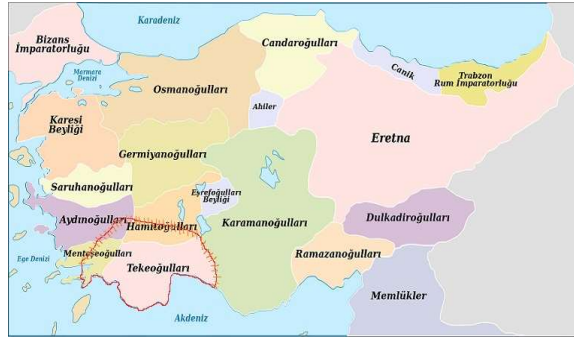 Karadeniz
Bizans
İmparatorluğu
Candaroğulları
Marmara
Denizi
Canik
Trabzon
Rum İmparatorluğu
Osmanoğulları
Ahiler
Karesi
Beyliği
Eretna
Germiyanoğulları
Saruhanoğulları
Eşrefoğulları
Beyliği
Aydınoğulları
Hamitoğulları
Karamanoğulları
Dulkadiroğulları
Ege Denizi
Menteşeoğulları
Tekeoğulları
Ramazanoğulları
Memlükler
Akdeniz